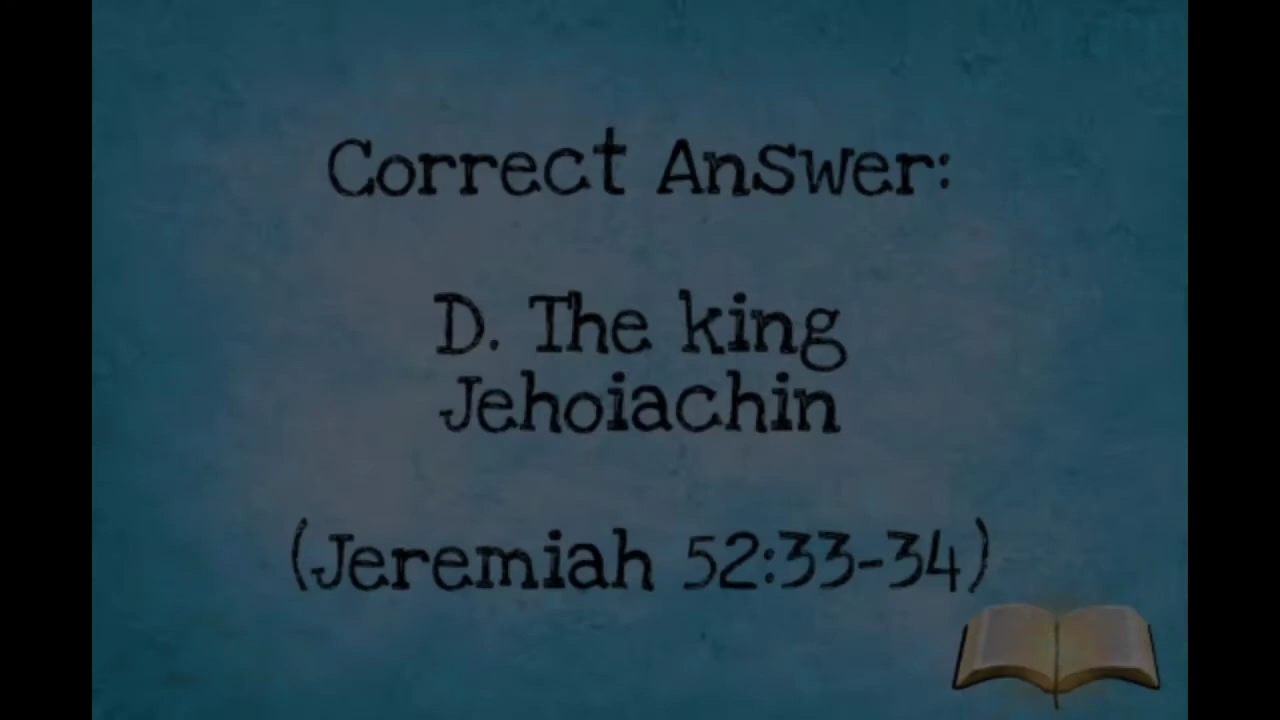 Correct Answer:
D. The king
Jehoiachin
(Jeremiah 52:33-34)